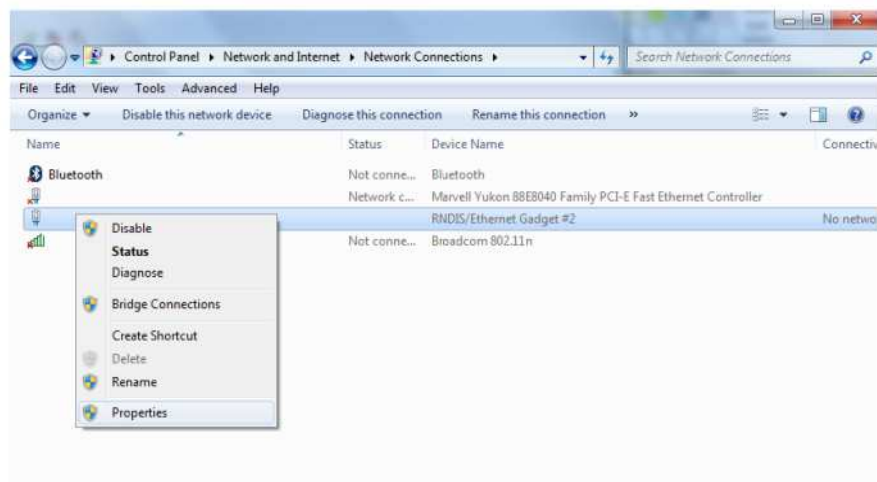 Control Panel Network and Internet Network Connections Search Network Connections
File Edit View Tools Advanced Help
Organize Disable this network device Diagnose this connection Rename this connection »
Name Status Device Name Connectiv
Bluetooth Not conne... Bluetooth
Network c... Marvell Yukon 88E8040 Family PCI-E Fast Ethernet Controller
RNDIS/Ethernet Gadget #2 No netwo
Not conne... Broadcom 802.11n
Disable
Status
Diagnose
Bridge Connections
Create Shortcut
Delete
Rename
Properties